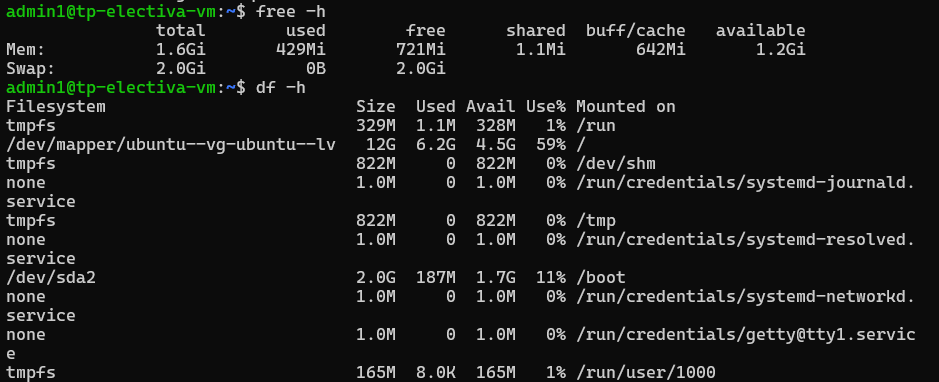 admin1@tp-electiva-vm:~$ free -h
               total        used        free      shared  buff/cache   available
Mem:           1.6Gi       429Mi       721Mi       1.1Mi       642Mi       1.2Gi
Swap:          2.0Gi          0B       2.0Gi
admin1@tp-electiva-vm:~$ df -h
Filesystem                         Size  Used Avail Use% Mounted on
tmpfs                              329M  1.1M  328M   1% /run
/dev/mapper/ubuntu--vg-ubuntu--lv   12G  6.2G  4.5G  59% /
tmpfs                              822M     0  822M   0% /dev/shm
none                               1.0M     0  1.0M   0% /run/credentials/systemd-journald.
service
tmpfs                              822M     0  822M   0% /tmp
none                               1.0M     0  1.0M   0% /run/credentials/systemd-resolved.
service
/dev/sda2                          2.0G  187M  1.7G  11% /boot
none                               1.0M     0  1.0M   0% /run/credentials/systemd-networkd.
service
none                               1.0M     0  1.0M   0% /run/credentials/getty@tty1.servic
e
tmpfs                              165M  8.0K  165M   1% /run/user/1000